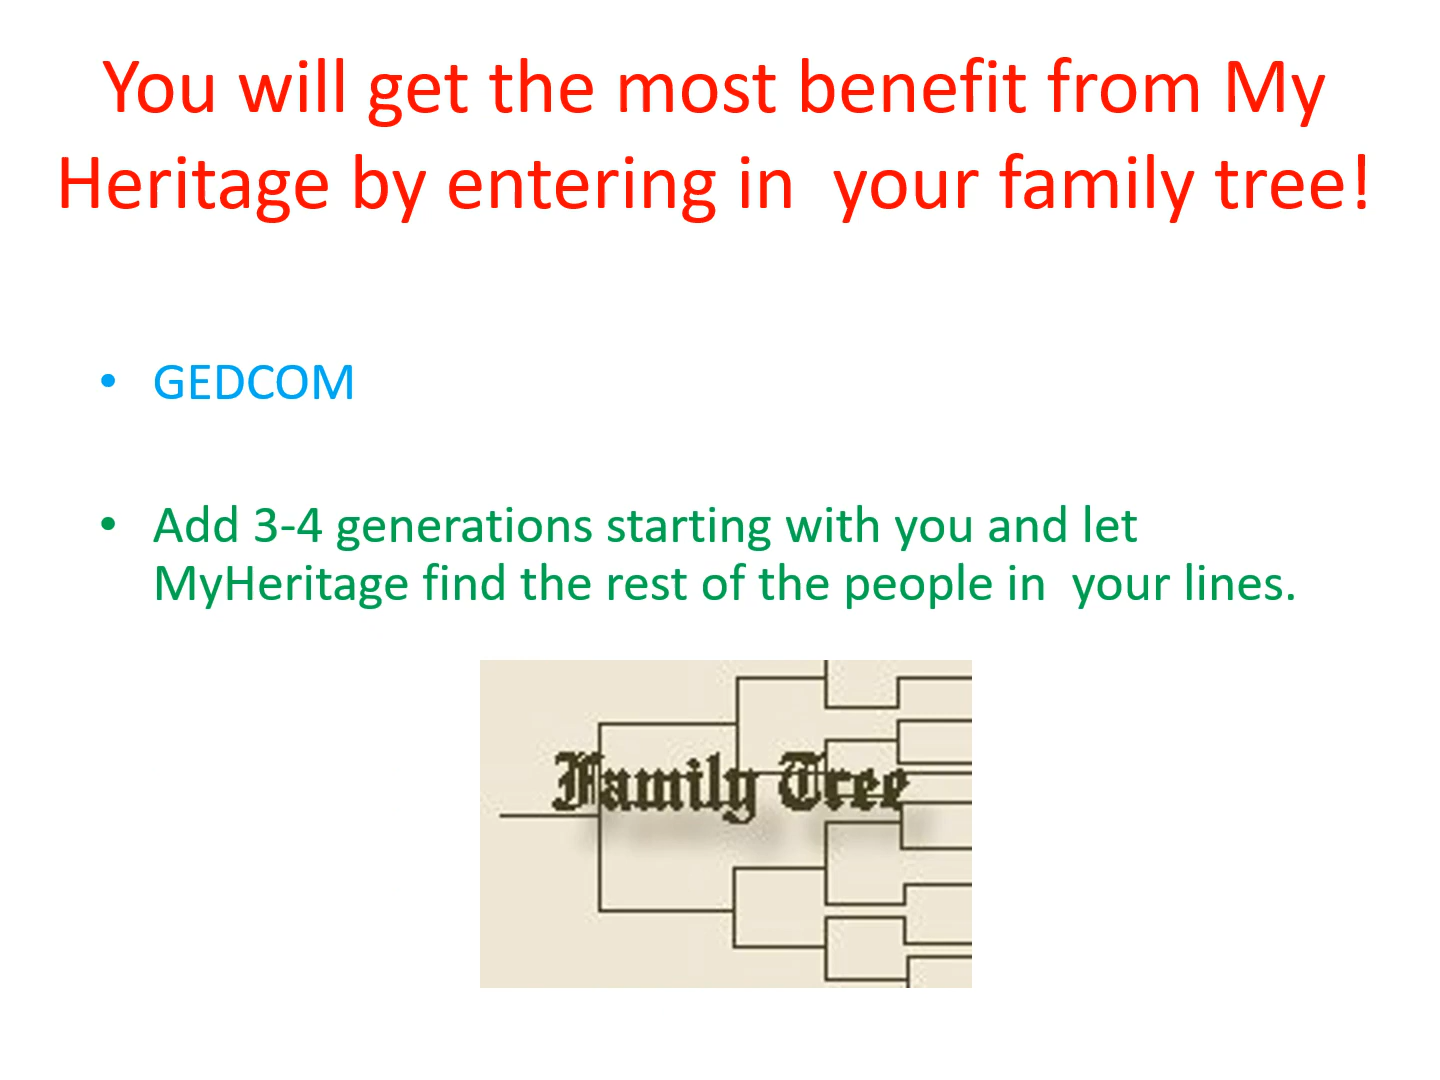 You will get the most benefit from My
Heritage by entering in  your family tree!
• GEDCOM
• Add 3-4 generations starting with you and let
MyHeritage find the rest of the people in  your lines.
Family Tree